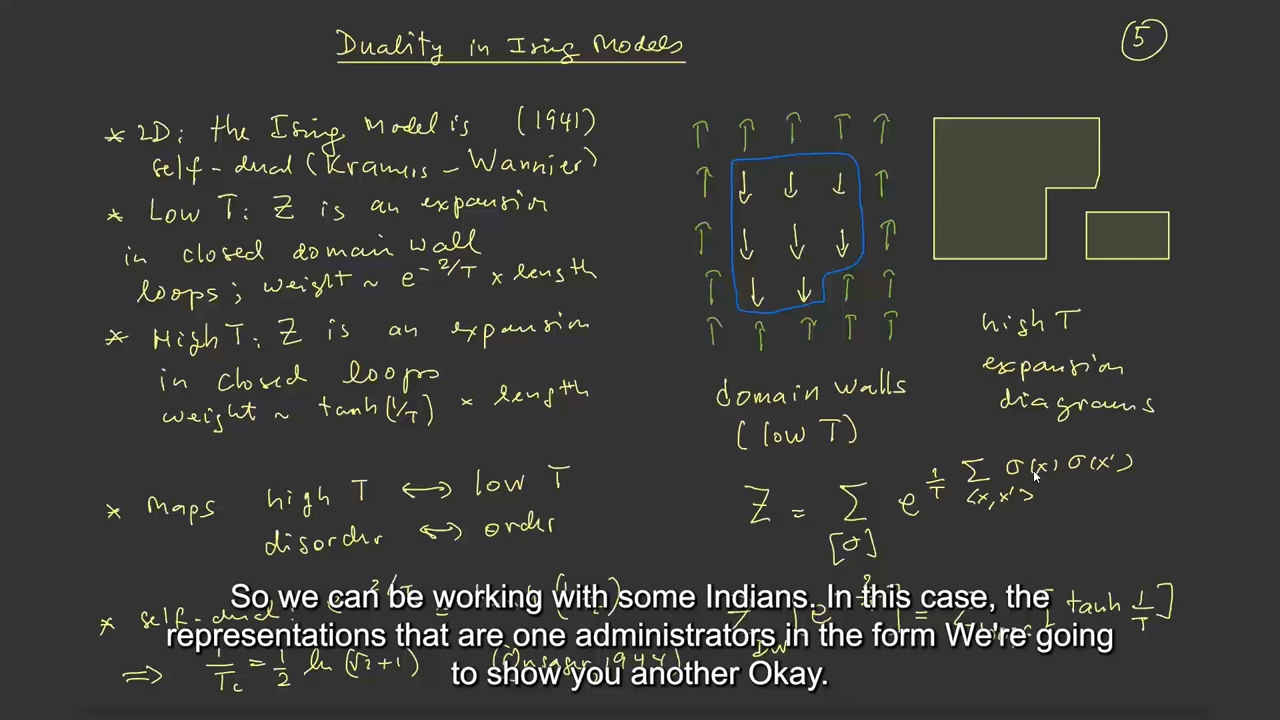 Duality in Ising Models
5
* 2D: the Ising Model is (1941)
self-dual (Kramers-Wannier)
* Low T: Z is an expansion
in closed domain wall
loops; weight ~ e^{-2/T} x length
* High T: Z is an expansion
in closed loops
weight ~ tanh(1/T) x length
* Maps high T ↔ low T
disorder ↔ order
* self-dual:
⇒ 1/Tc = 1/2 ln(√2+1) (Onsager 1944)
domain walls
(low T)
high T
expansion
diagrams
Z = Σ_{[σ]} e^{1/T Σ_{<x,x'>} σ(x) σ(x')}
tanh 1/T]
DW
So we can be working with some Indians. In this case, the
representations that are one administrators in the form We're going
to show you another Okay.